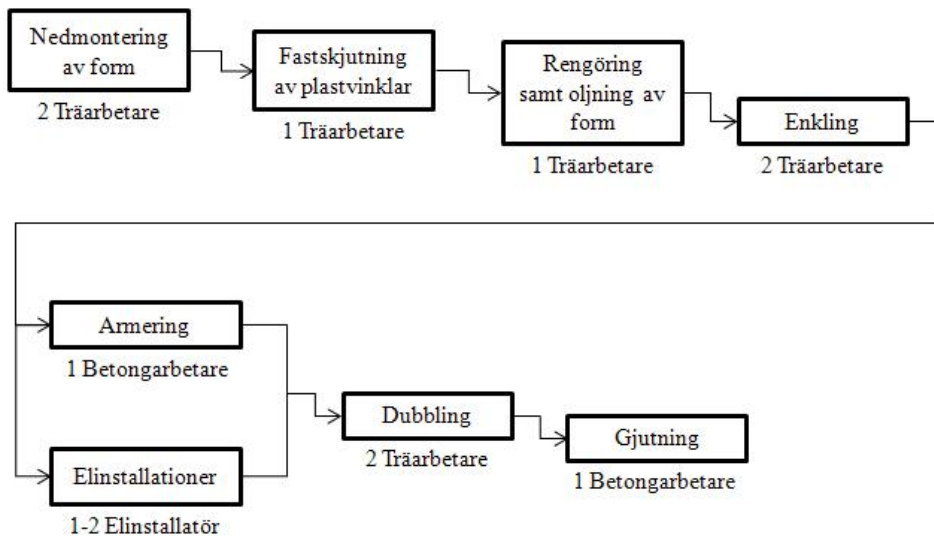 Nedmontering
av form
2 Träarbetare
Fastskjutning
av plastvinklar
1 Träarbetare
Rengöring
samt oljning av
form
1 Träarbetare
Enkling
2 Träarbetare
Armering
1 Betongarbetare
Elinstallationer
1-2 Elinstallatör
Dubbling
2 Träarbetare
Gjutning
1 Betongarbetare